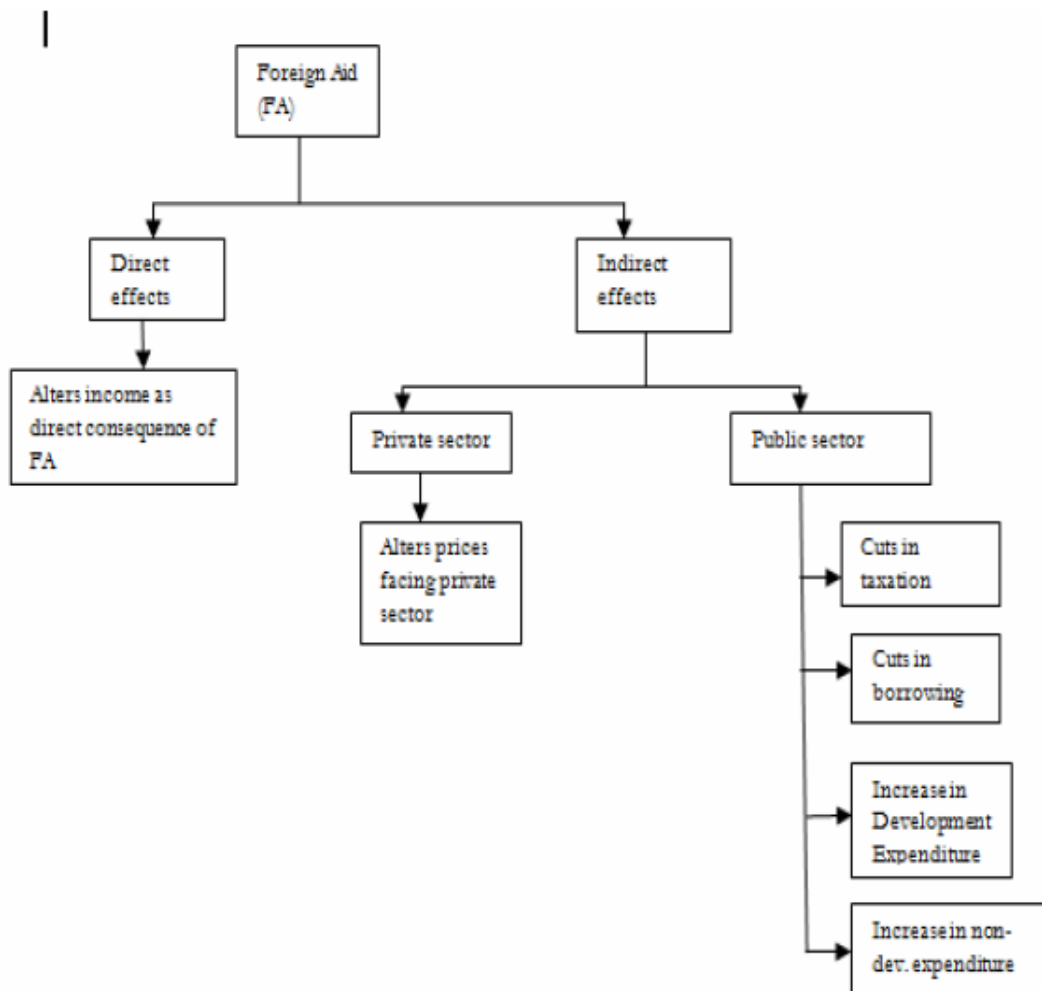 Foreign Aid
(FA)
Direct
effects
Indirect
effects
Alters income as
direct consequence of
FA
Private sector
Public sector
Alters prices
facing private
sector
Cuts in
taxation
Cuts in
borrowing
Increase in
Development
Expenditure
Increase in non-
dev. expenditure